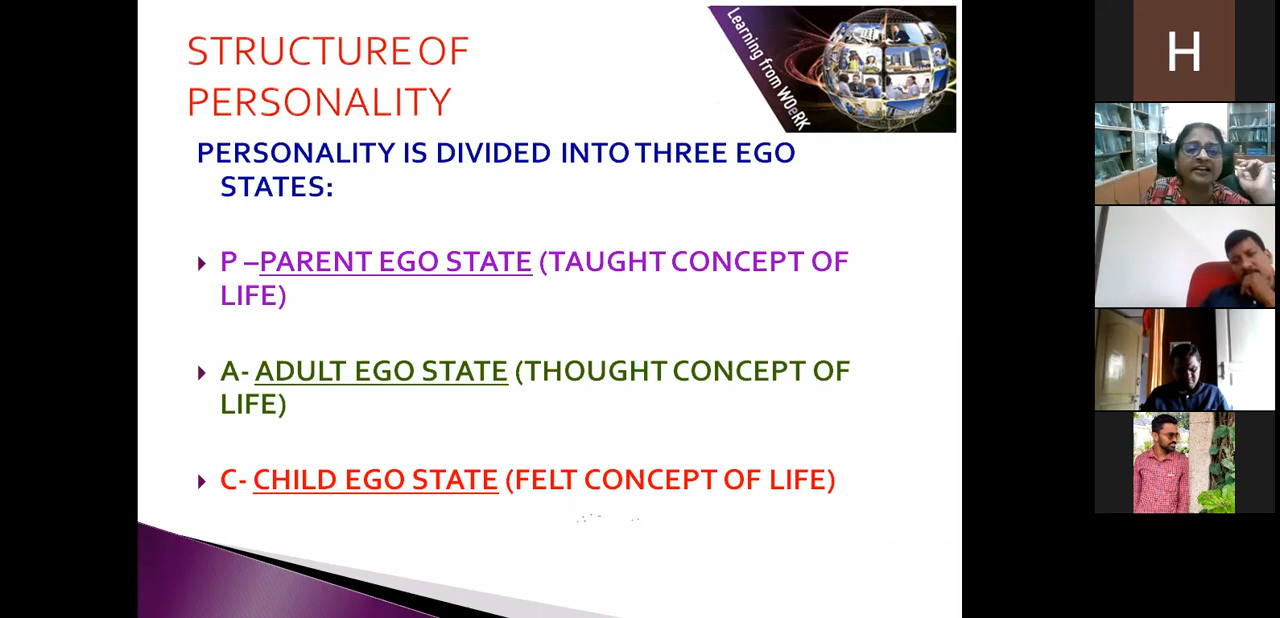 STRUCTURE OF
PERSONALITY
Learning from WOeRK
PERSONALITY IS DIVIDED INTO THREE EGO
STATES:
P –PARENT EGO STATE (TAUGHT CONCEPT OF
LIFE)
A- ADULT EGO STATE (THOUGHT CONCEPT OF
LIFE)
C- CHILD EGO STATE (FELT CONCEPT OF LIFE)
H